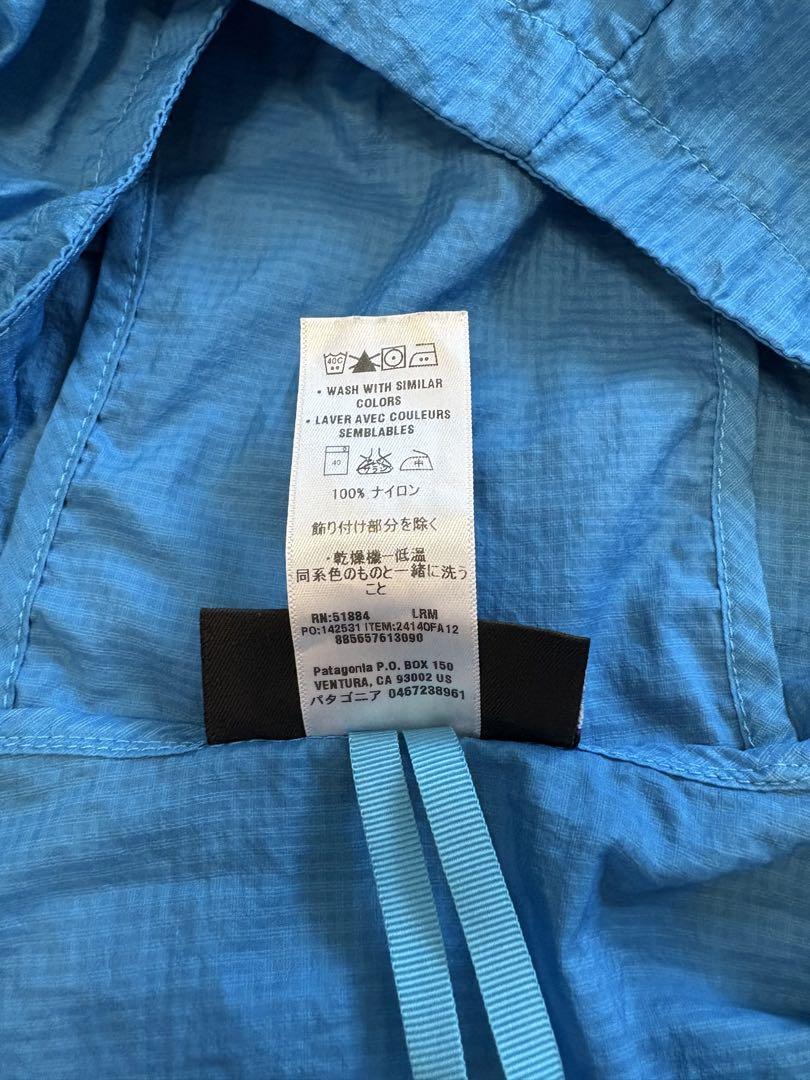 40C
• WASH WITH SIMILAR
COLORS
• LAVER AVEC COULEURS
SEMBLABLES
40
中
100% ナイロン
飾り付け部分を除く
・乾燥機ー低温
同系色のものと一緒に洗う
こと
RN:51884 LRM
PO:142531 ITEM:24140FA12
885657613090
Patagonia P.O. BOX 150
VENTURA, CA 93002 US
パタゴニア 0467238961